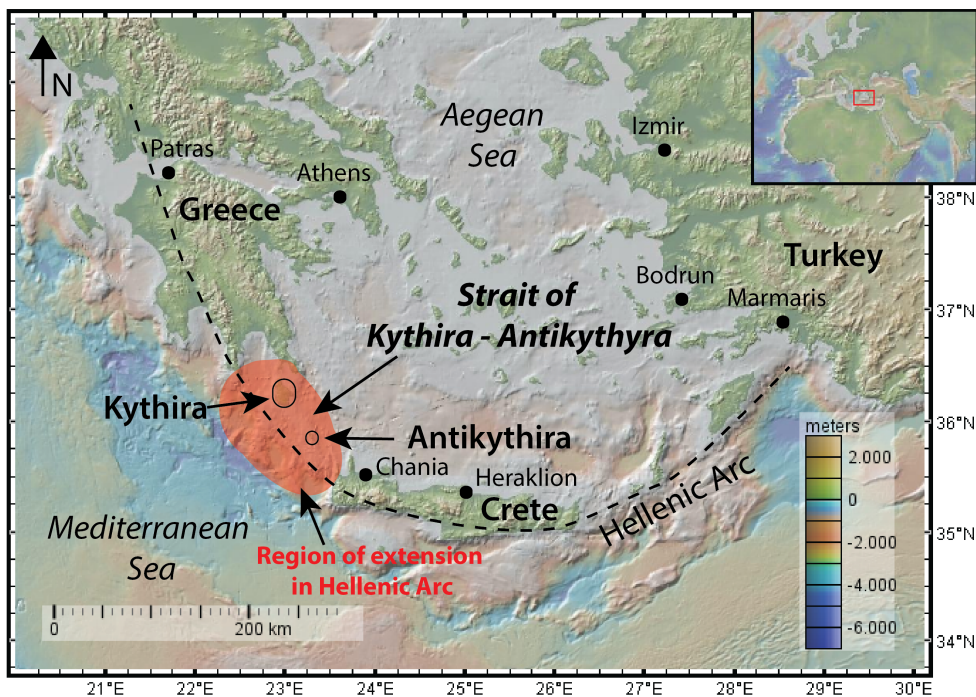 N
Aegean
Sea
Izmir
Patras
Athens
38°N
Greece
Turkey
Bodrun
Marmaris
Strait of
Kythira - Antikythyra
37°N
Kythira
36°N
Antikythira
meters
2.000
0
-2.000
-4.000
-6.000
Chania
Heraklion
Crete
Hellenic Arc
Mediterranean
Sea
35°N
Region of extension
in Hellenic Arc
0 200 km
34°N
21°E 22°E 23°E 24°E 25°E 26°E 27°E 28°E 29°E 30°E